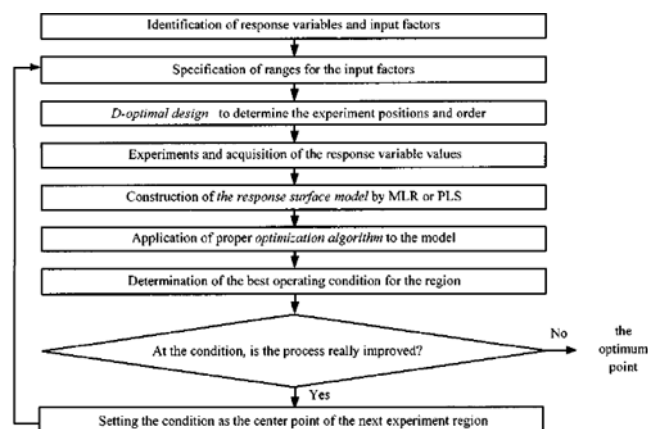 Identification of response variables and input factors
Specification of ranges for the input factors
D-optimal design to determine the experiment positions and order
Experiments and acquisition of the response variable values
Construction of the response surface model by MLR or PLS
Application of proper optimization algorithm to the model
Determination of the best operating condition for the region
At the condition, is the process really improved?
No
the
optimum
point
Yes
Setting the condition as the center point of the next experiment region